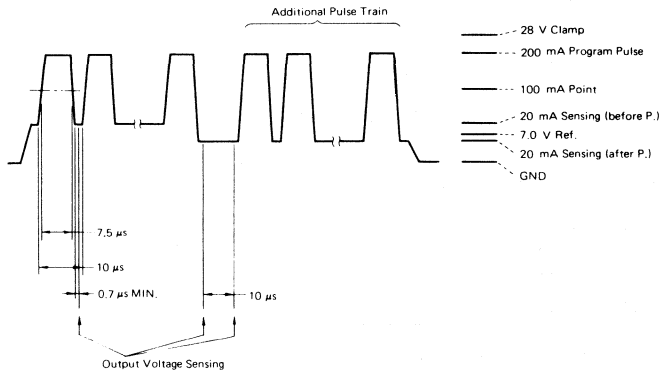 Additional Pulse Train
28 V Clamp
200 mA Program Pulse
100 mA Point
20 mA Sensing (before P.)
7.0 V Ref.
20 mA Sensing (after P.)
GND
7.5 μs
10 μs
0.7 μs MIN.
10 μs
Output Voltage Sensing